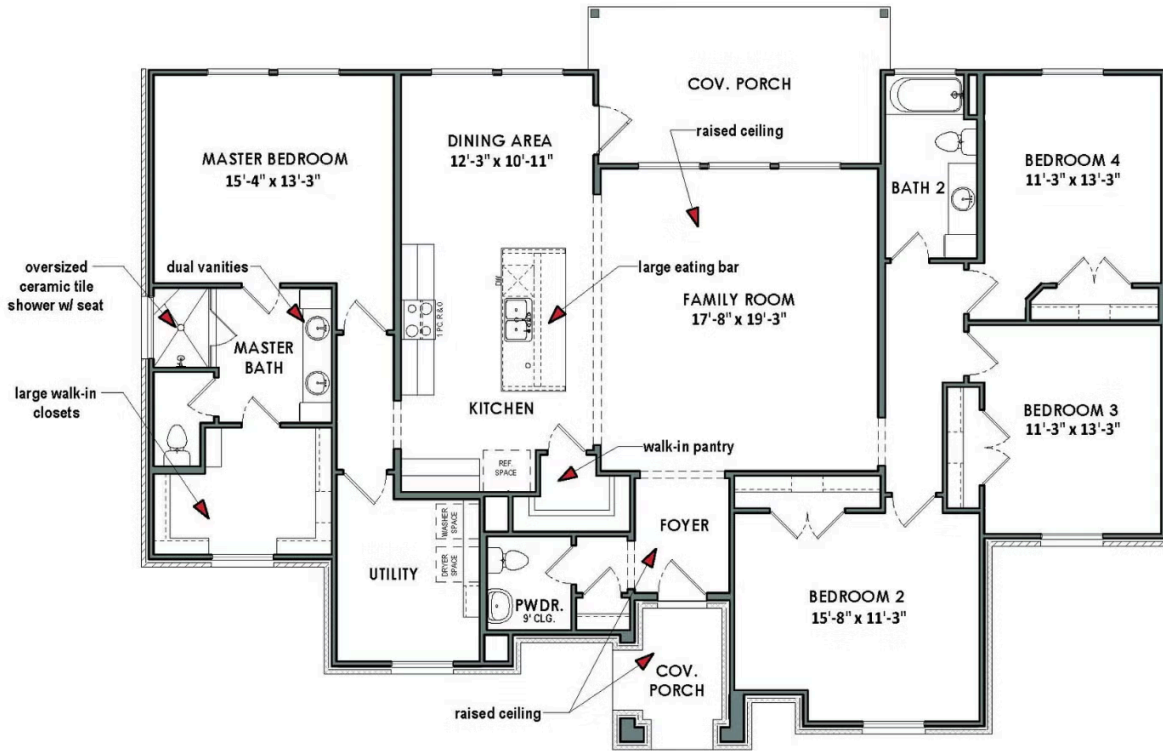 COV. PORCH
raised ceiling
DINING AREA
12'-3" x 10'-11"
MASTER BEDROOM
15'-4" x 13'-3"
BEDROOM 4
11'-3" x 13'-3"
BATH 2
oversized
ceramic tile
shower w/ seat
dual vanities
DW
large eating bar
FAMILY ROOM
17'-8" x 19'-3"
1 PC. R & O
MASTER
BATH
large walk-in
closets
KITCHEN
BEDROOM 3
11'-3" x 13'-3"
walk-in pantry
REF.
SPACE
WASHER
SPACE
FOYER
DRYER
SPACE
UTILITY
PWDR.
9' CLG.
BEDROOM 2
15'-8" x 11'-3"
COV.
PORCH
raised ceiling